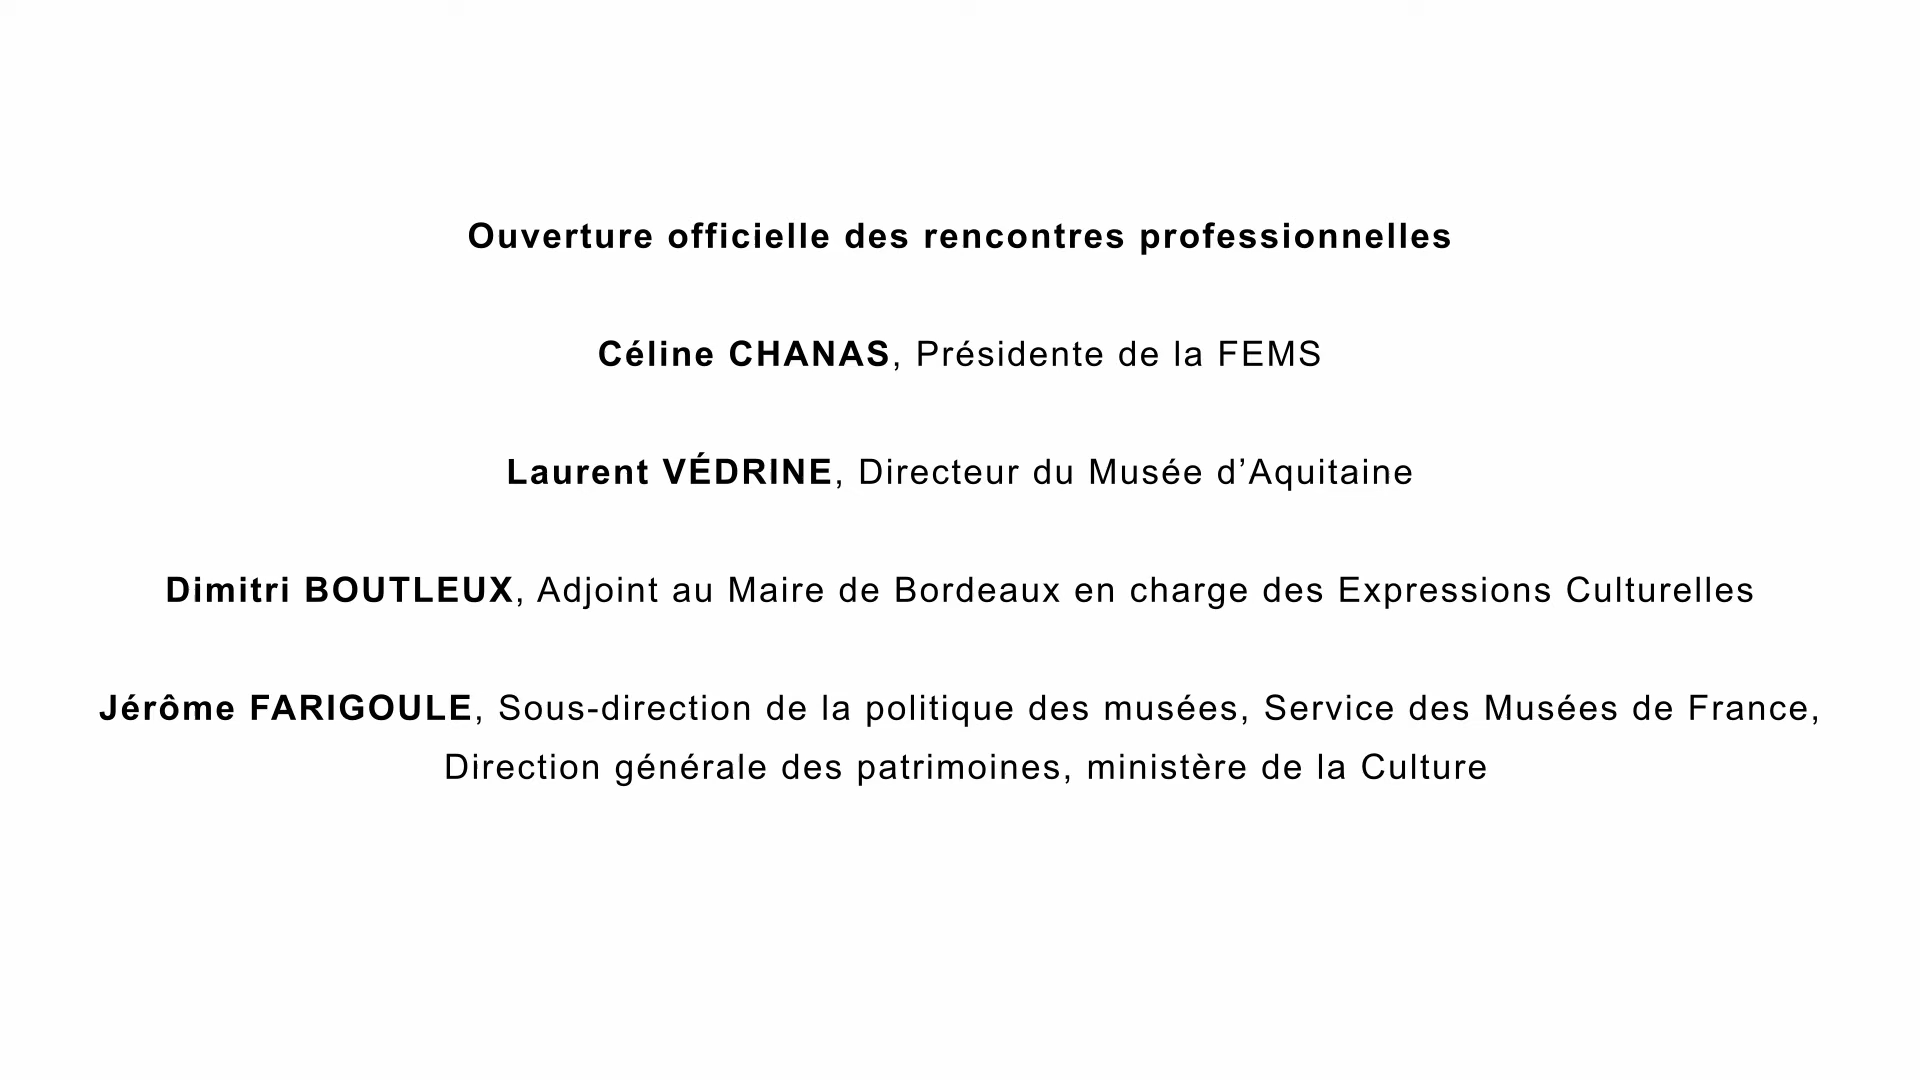 Ouverture officielle des rencontres professionnelles
Céline CHANAS, Présidente de la FEMS
Laurent VÉDRINE, Directeur du Musée d’Aquitaine
Dimitri BOUTLEUX, Adjoint au Maire de Bordeaux en charge des Expressions Culturelles
Jérôme FARIGOULE, Sous-direction de la politique des musées, Service des Musées de France,
Direction générale des patrimoines, ministère de la Culture